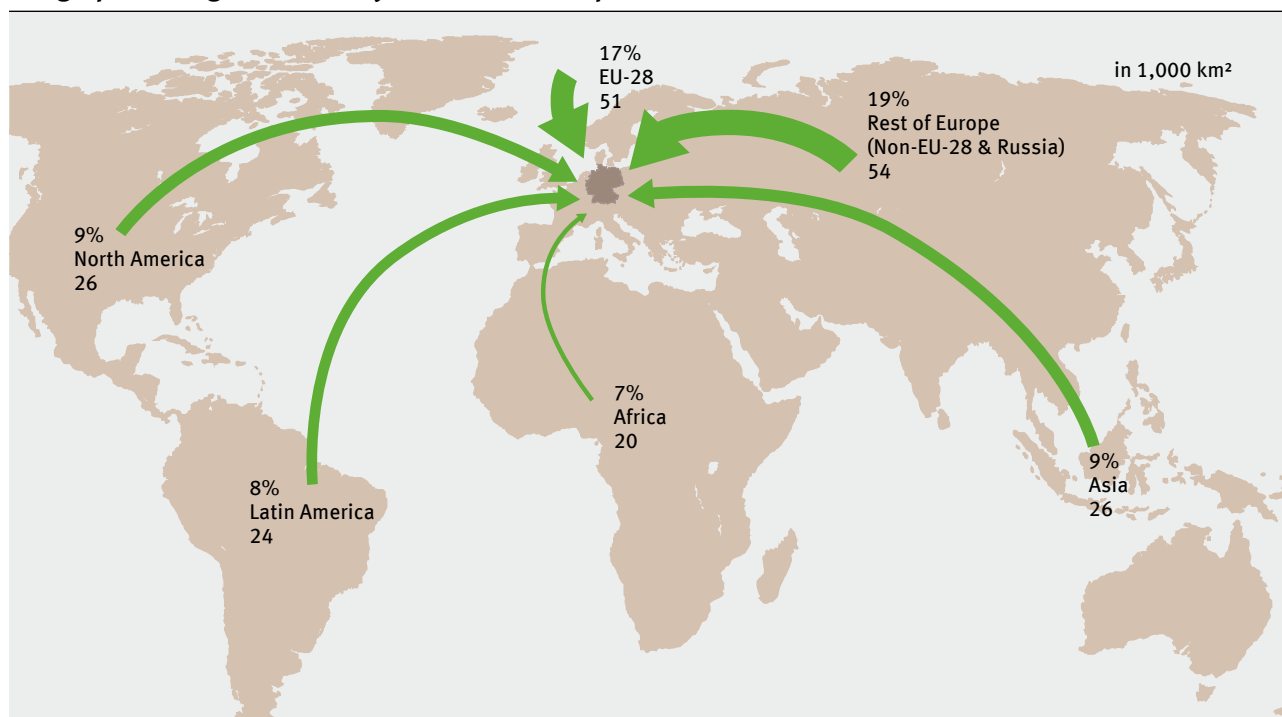 in 1,000 km²
17%
EU-28
51
19%
Rest of Europe
(Non-EU-28 & Russia)
54
9%
North America
26
7%
Africa
20
8%
Latin America
24
9%
Asia
26